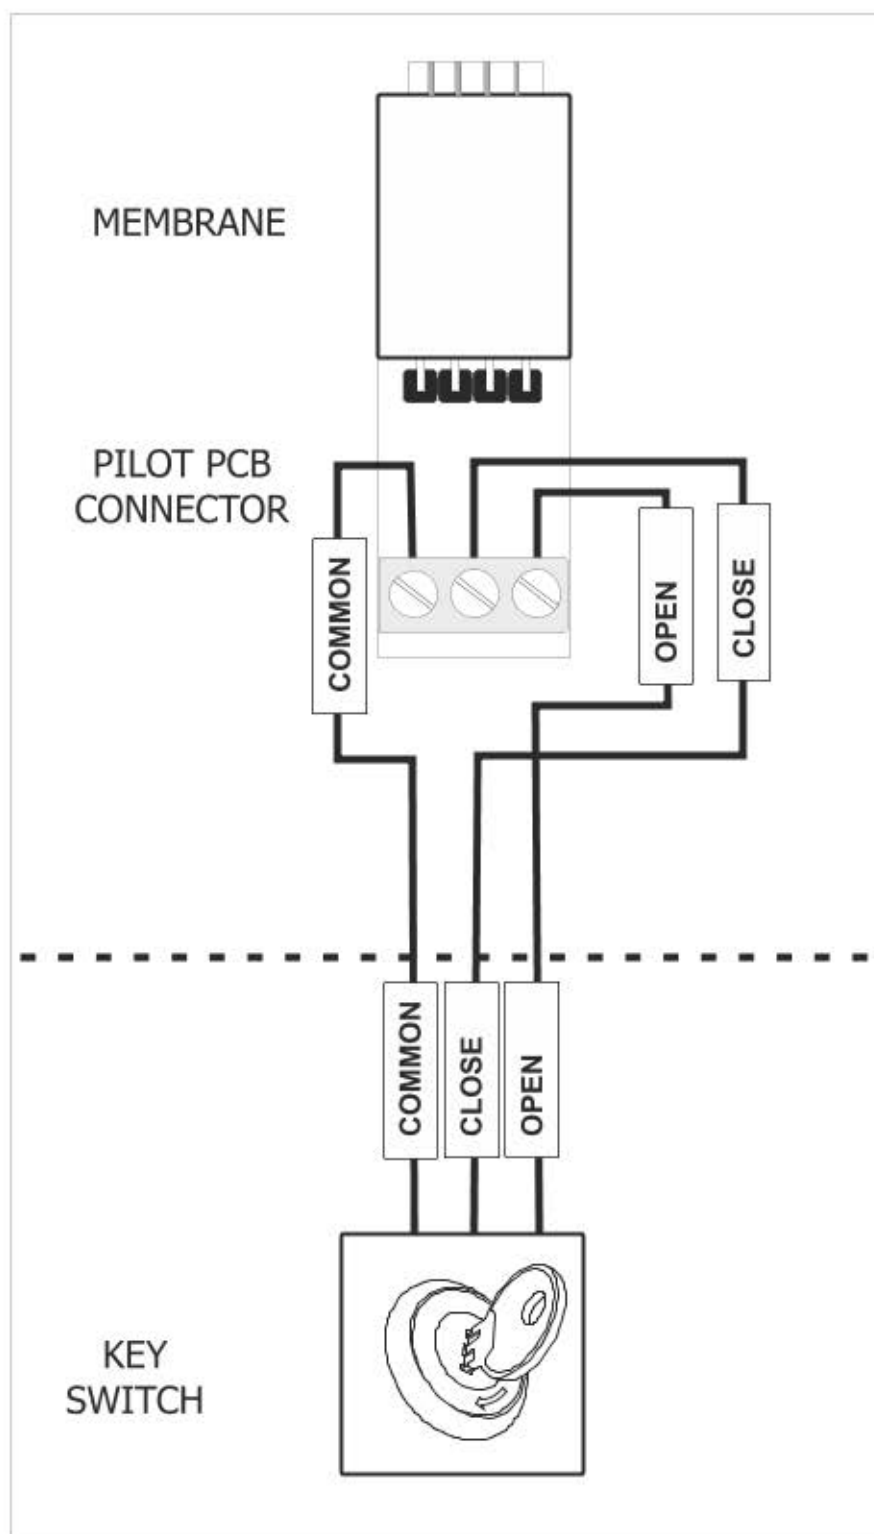 MEMBRANE
PILOT PCB
CONNECTOR
COMMON
OPEN
CLOSE
COMMON
CLOSE
OPEN
KEY
SWITCH